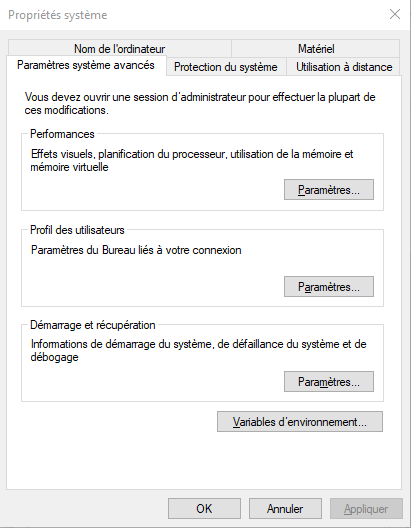 Propriétés système
Nom de l'ordinateur
Matériel
Paramètres système avancés
Protection du système
Utilisation à distance
Vous devez ouvrir une session d'administrateur pour effectuer la plupart de
ces modifications.
Performances
Effets visuels, planification du processeur, utilisation de la mémoire et
mémoire virtuelle
Paramètres...
Profil des utilisateurs
Paramètres du Bureau liés à votre connexion
Paramètres...
Démarrage et récupération
Informations de démarrage du système, de défaillance du système et de
débogage
Paramètres...
Variables d'environnement...
OK
Annuler
Appliquer